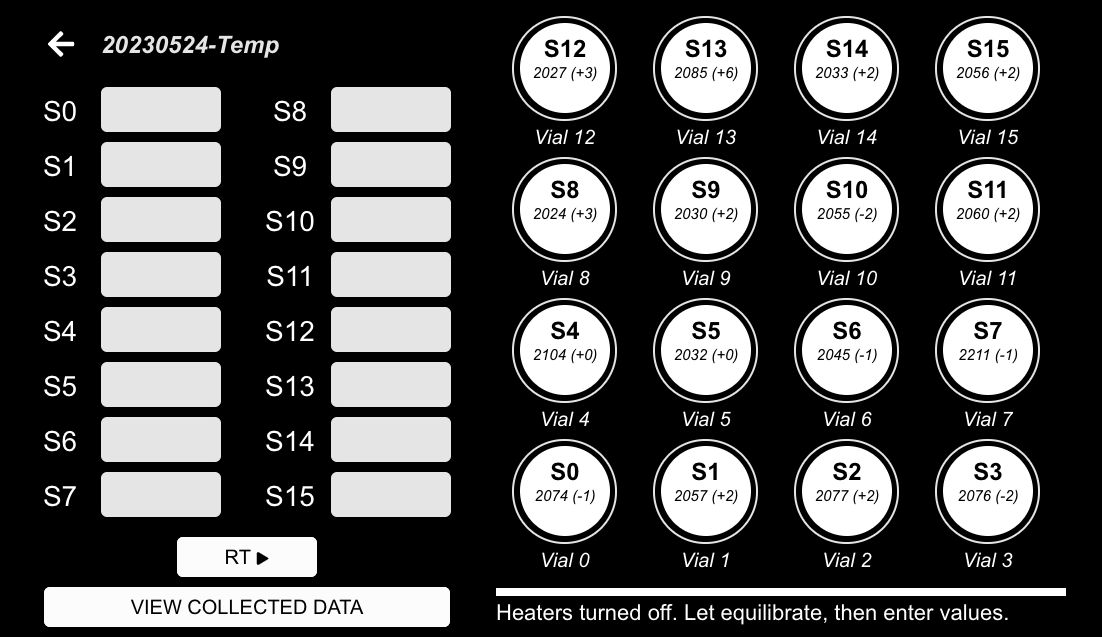 20230524-Temp
S0 S8
S1 S9
S2 S10
S3 S11
S4 S12
S5 S13
S6 S14
S7 S15
RT
VIEW COLLECTED DATA
S12 S13 S14 S15
2027 (+3) 2085 (+6) 2033 (+2) 2056 (+2)
Vial 12 Vial 13 Vial 14 Vial 15
S8 S9 S10 S11
2024 (+3) 2030 (+2) 2055 (-2) 2060 (+2)
Vial 8 Vial 9 Vial 10 Vial 11
S4 S5 S6 S7
2104 (+0) 2032 (+0) 2045 (-1) 2211 (-1)
Vial 4 Vial 5 Vial 6 Vial 7
S0 S1 S2 S3
2074 (-1) 2057 (+2) 2077 (+2) 2076 (-2)
Vial 0 Vial 1 Vial 2 Vial 3
Heaters turned off. Let equilibrate, then enter values.